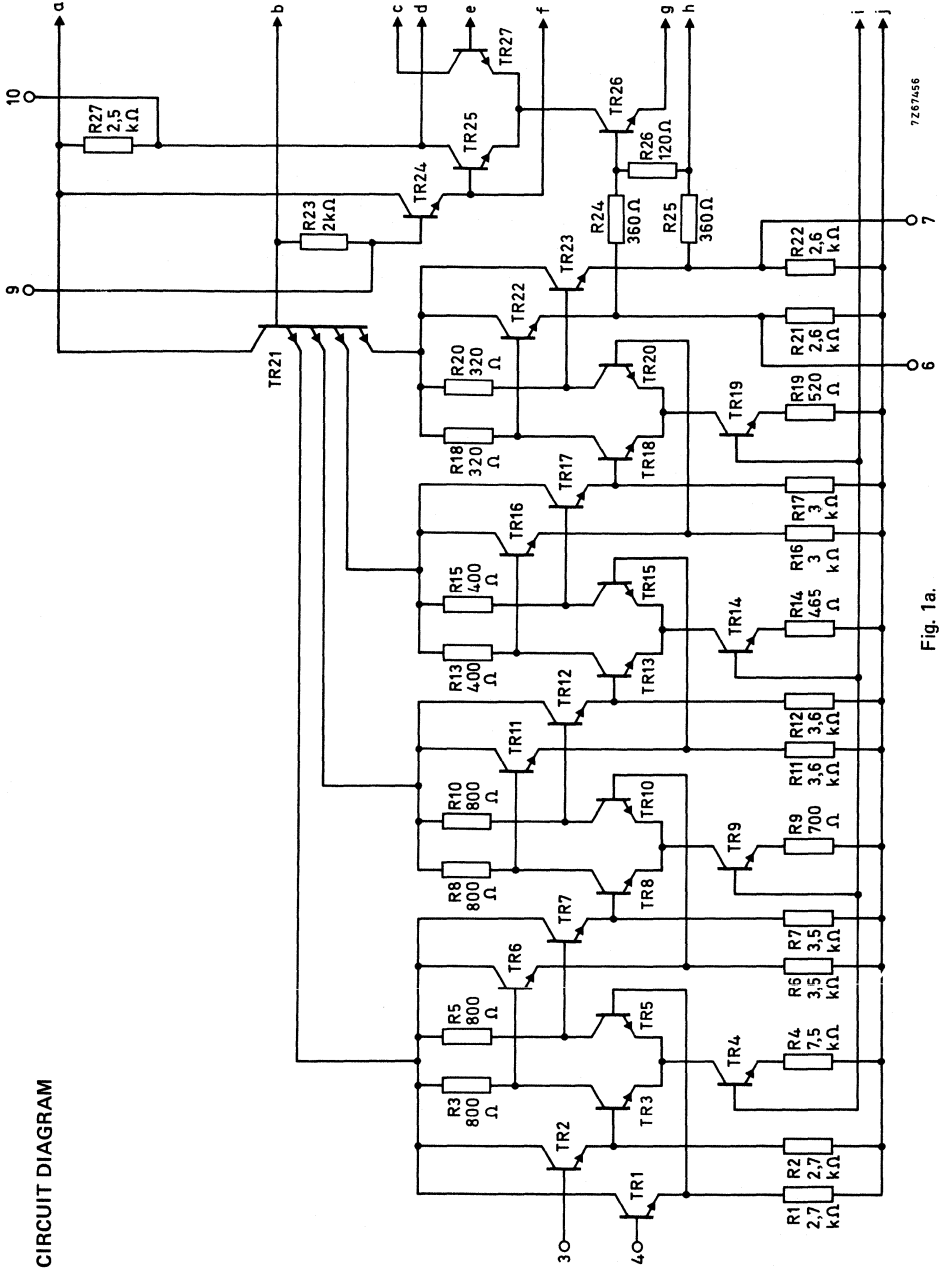 CIRCUIT DIAGRAM
a
b
c
d
e
f
g
h
i
j
10
9
R27
2,5
kΩ
TR27
TR25
TR24
R23
2kΩ
TR26
R26
120Ω
R24
360Ω
R25
360Ω
TR21
TR23
TR22
R20
320
Ω
R18
320
Ω
TR20
TR18
TR19
R22
2,6
kΩ
R21
2,6
kΩ
R19
520
Ω
7
6
TR17
TR16
R15
400
Ω
R13
400
Ω
TR15
TR13
TR14
R17
3
kΩ
R16
3
kΩ
R14
465
Ω
TR12
TR11
R10
800
Ω
R8
800
Ω
TR10
TR8
TR9
R12
3,6
kΩ
R11
3,6
kΩ
R9
700
Ω
TR7
TR6
R5
800
Ω
R3
800
Ω
TR5
TR3
TR4
R7
3,5
kΩ
R6
3,5
kΩ
R4
7,5
kΩ
TR2
TR1
R2
2,7
kΩ
R1
2,7
kΩ
3
4
7Z67456
Fig. 1a.